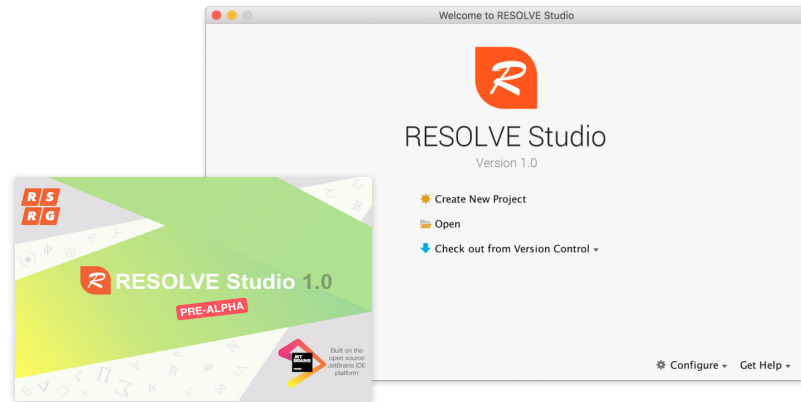 Welcome to RESOLVE Studio
R
RESOLVE Studio
Version 1.0
Create New Project
Open
Check out from Version Control
Configure
Get Help
R S
R G
R RESOLVE Studio 1.0
PRE-ALPHA
JET
BRAINS
Built on the
open source
JetBrains IDE
platform